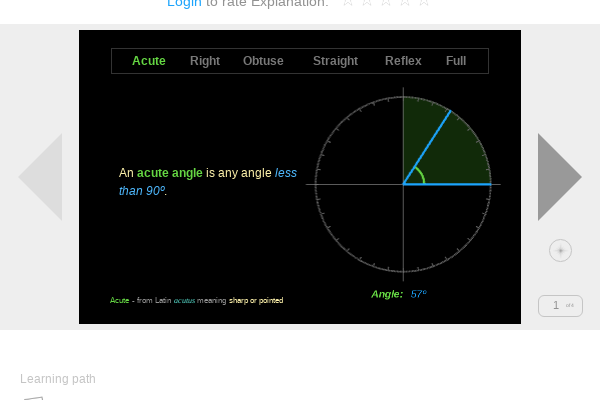 Login to rate Explanation:
Acute Right Obtuse Straight Reflex Full
An acute angle is any angle less
than 90º.
Acute - from Latin acutus meaning sharp or pointed
Angle: 57º
1
Learning path